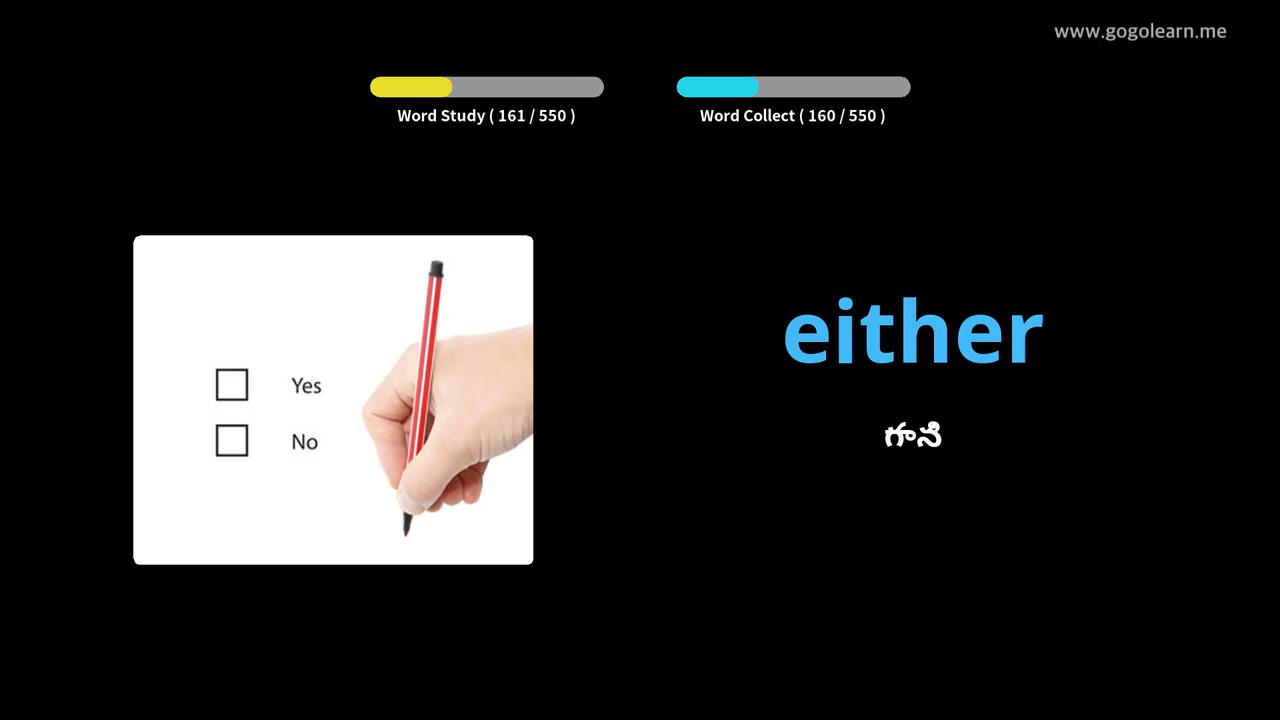 www.gogolearn.me
Word Study ( 161 / 550 )
Word Collect ( 160 / 550 )
either
గాని
Yes
No